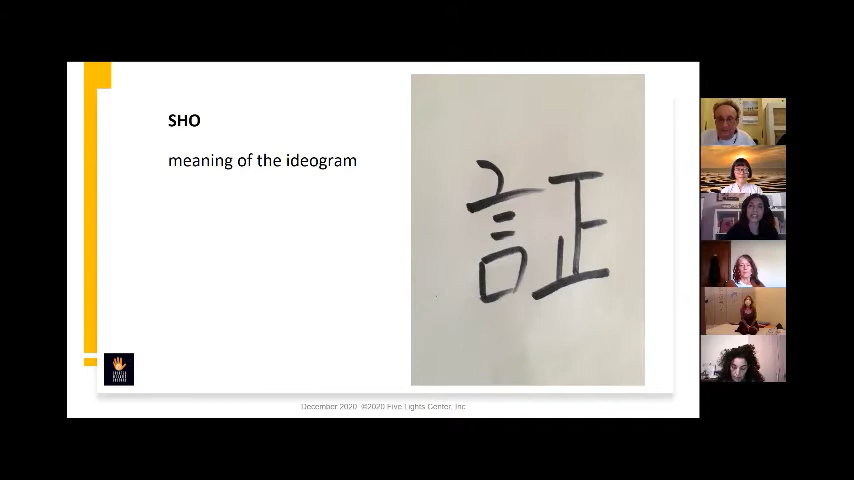 SHO
meaning of the ideogram
証
December 2020 ©2020 Five Lights Center, Inc